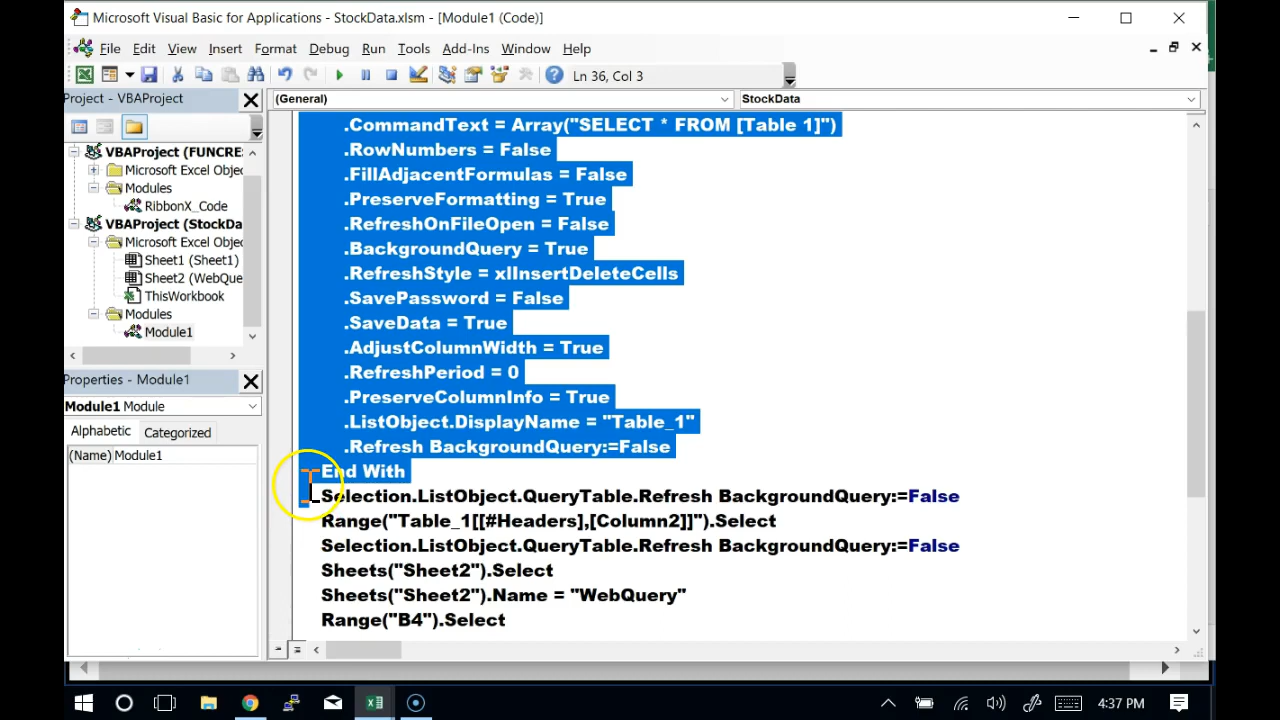 Microsoft Visual Basic for Applications - StockData.xlsm - [Module1 (Code)]
File Edit View Insert Format Debug Run Tools Add-Ins Window Help
Ln 36, Col 3
Project - VBAProject
(General)
StockData
VBAProject (FUNCRE
Microsoft Excel Objec
Modules
RibbonX_Code
VBAProject (StockDa
Microsoft Excel Objec
Sheet1 (Sheet1)
Sheet2 (WebQue
ThisWorkbook
Modules
Module1
Properties - Module1
Module1 Module
Alphabetic Categorized
(Name) Module1
.CommandText = Array("SELECT * FROM [Table 1]")
.RowNumbers = False
.FillAdjacentFormulas = False
.PreserveFormatting = True
.RefreshOnFileOpen = False
.BackgroundQuery = True
.RefreshStyle = xlInsertDeleteCells
.SavePassword = False
.SaveData = True
.AdjustColumnWidth = True
.RefreshPeriod = 0
.PreserveColumnInfo = True
.ListObject.DisplayName = "Table_1"
.Refresh BackgroundQuery:=False
End With
Selection.ListObject.QueryTable.Refresh BackgroundQuery:=False
Range("Table_1[[#Headers],[Column2]]").Select
Selection.ListObject.QueryTable.Refresh BackgroundQuery:=False
Sheets("Sheet2").Select
Sheets("Sheet2").Name = "WebQuery"
Range("B4").Select
4:37 PM